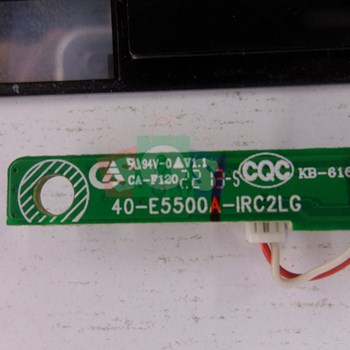 94V-0 V1.1
CA-F120
CQC KB-616
40-E5500A-IRC2LG